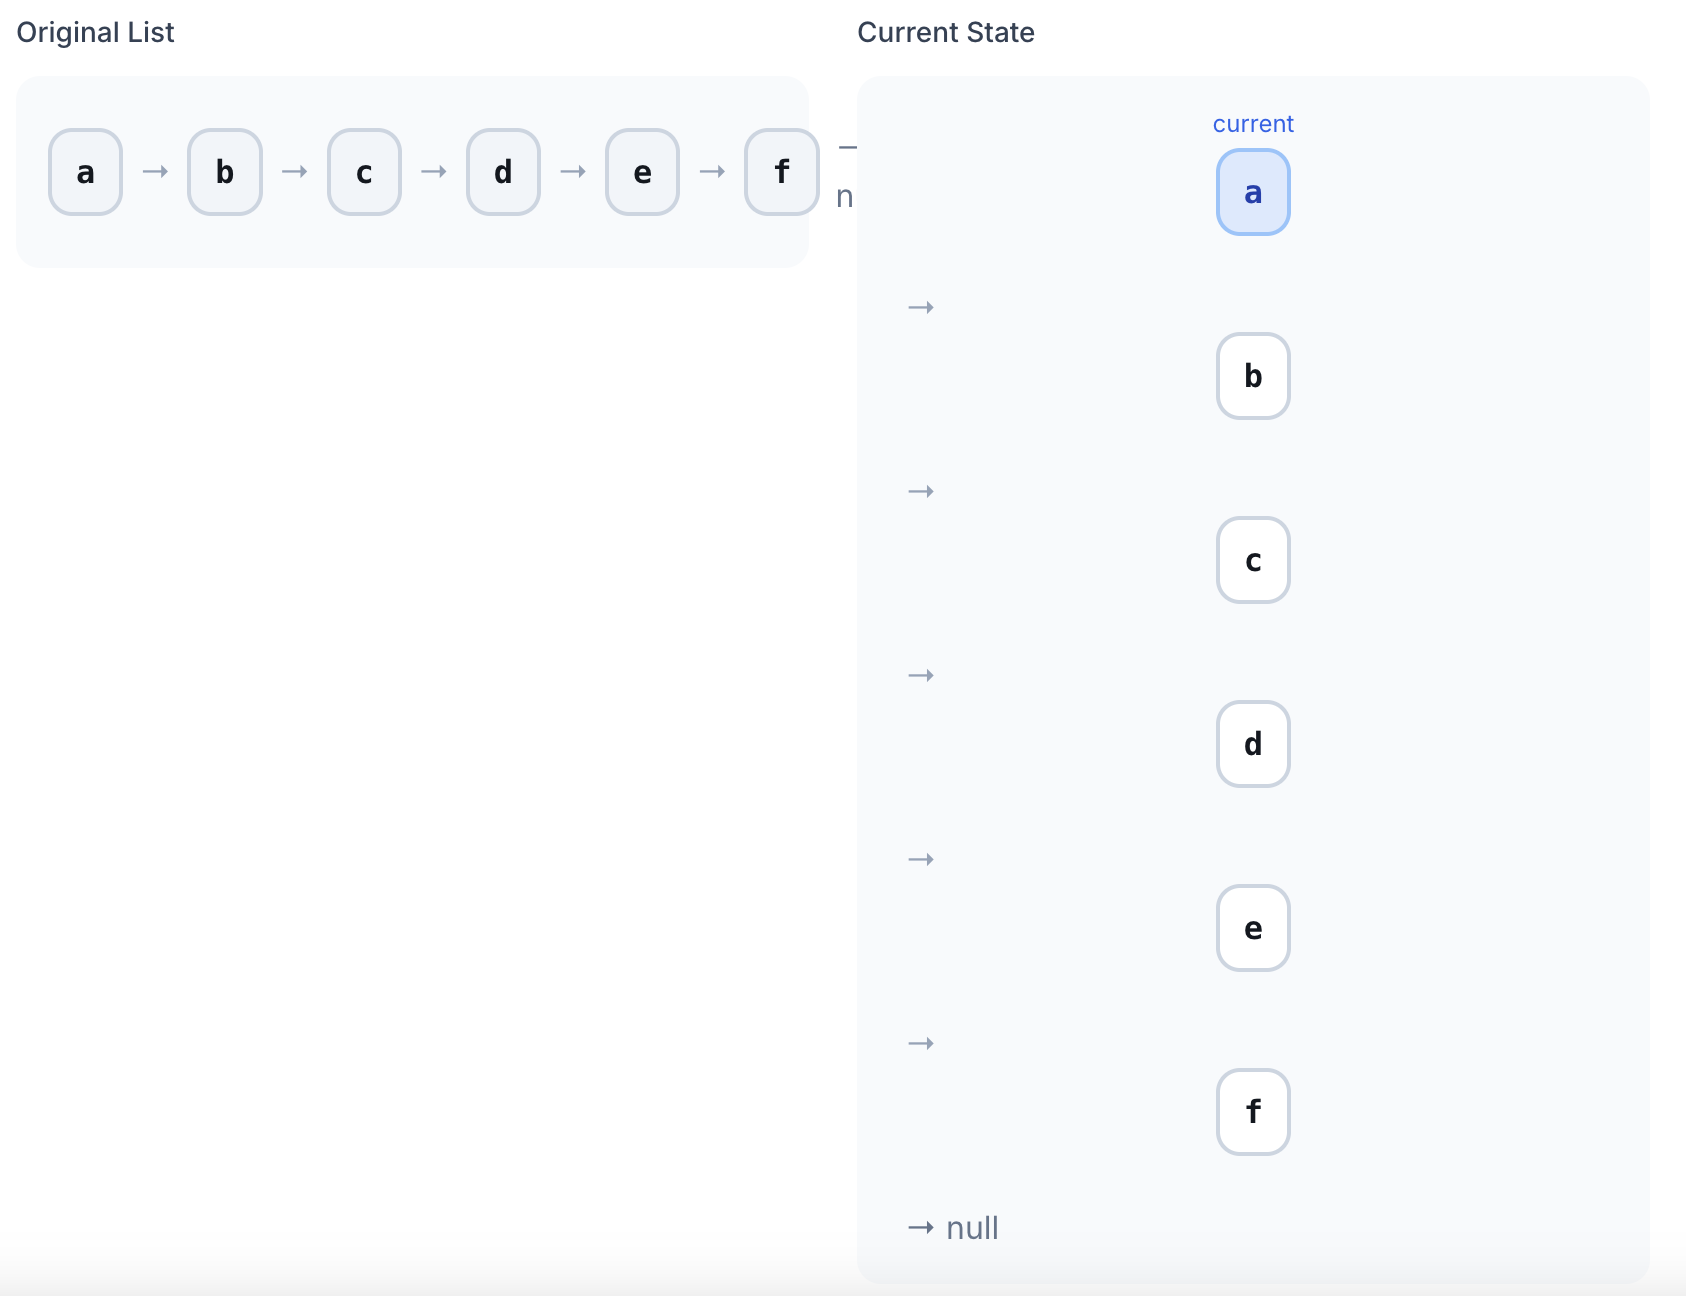 Original List
a → b → c → d → e → f
Current State
current
a
→
b
→
c
→
d
→
e
→
f
→ null